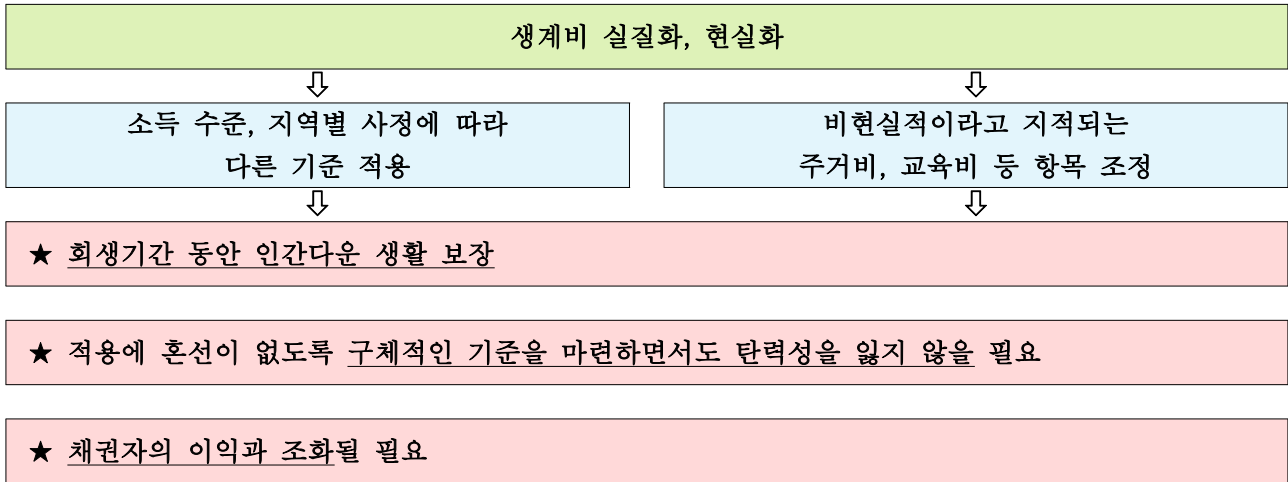 생계비 실질화, 현실화
소득 수준, 지역별 사정에 따라
다른 기준 적용
비현실적이라고 지적되는
주거비, 교육비 등 항목 조정
★ 회생기간 동안 인간다운 생활 보장
★ 적용에 혼선이 없도록 구체적인 기준을 마련하면서도 탄력성을 잃지 않을 필요
★ 채권자의 이익과 조화될 필요